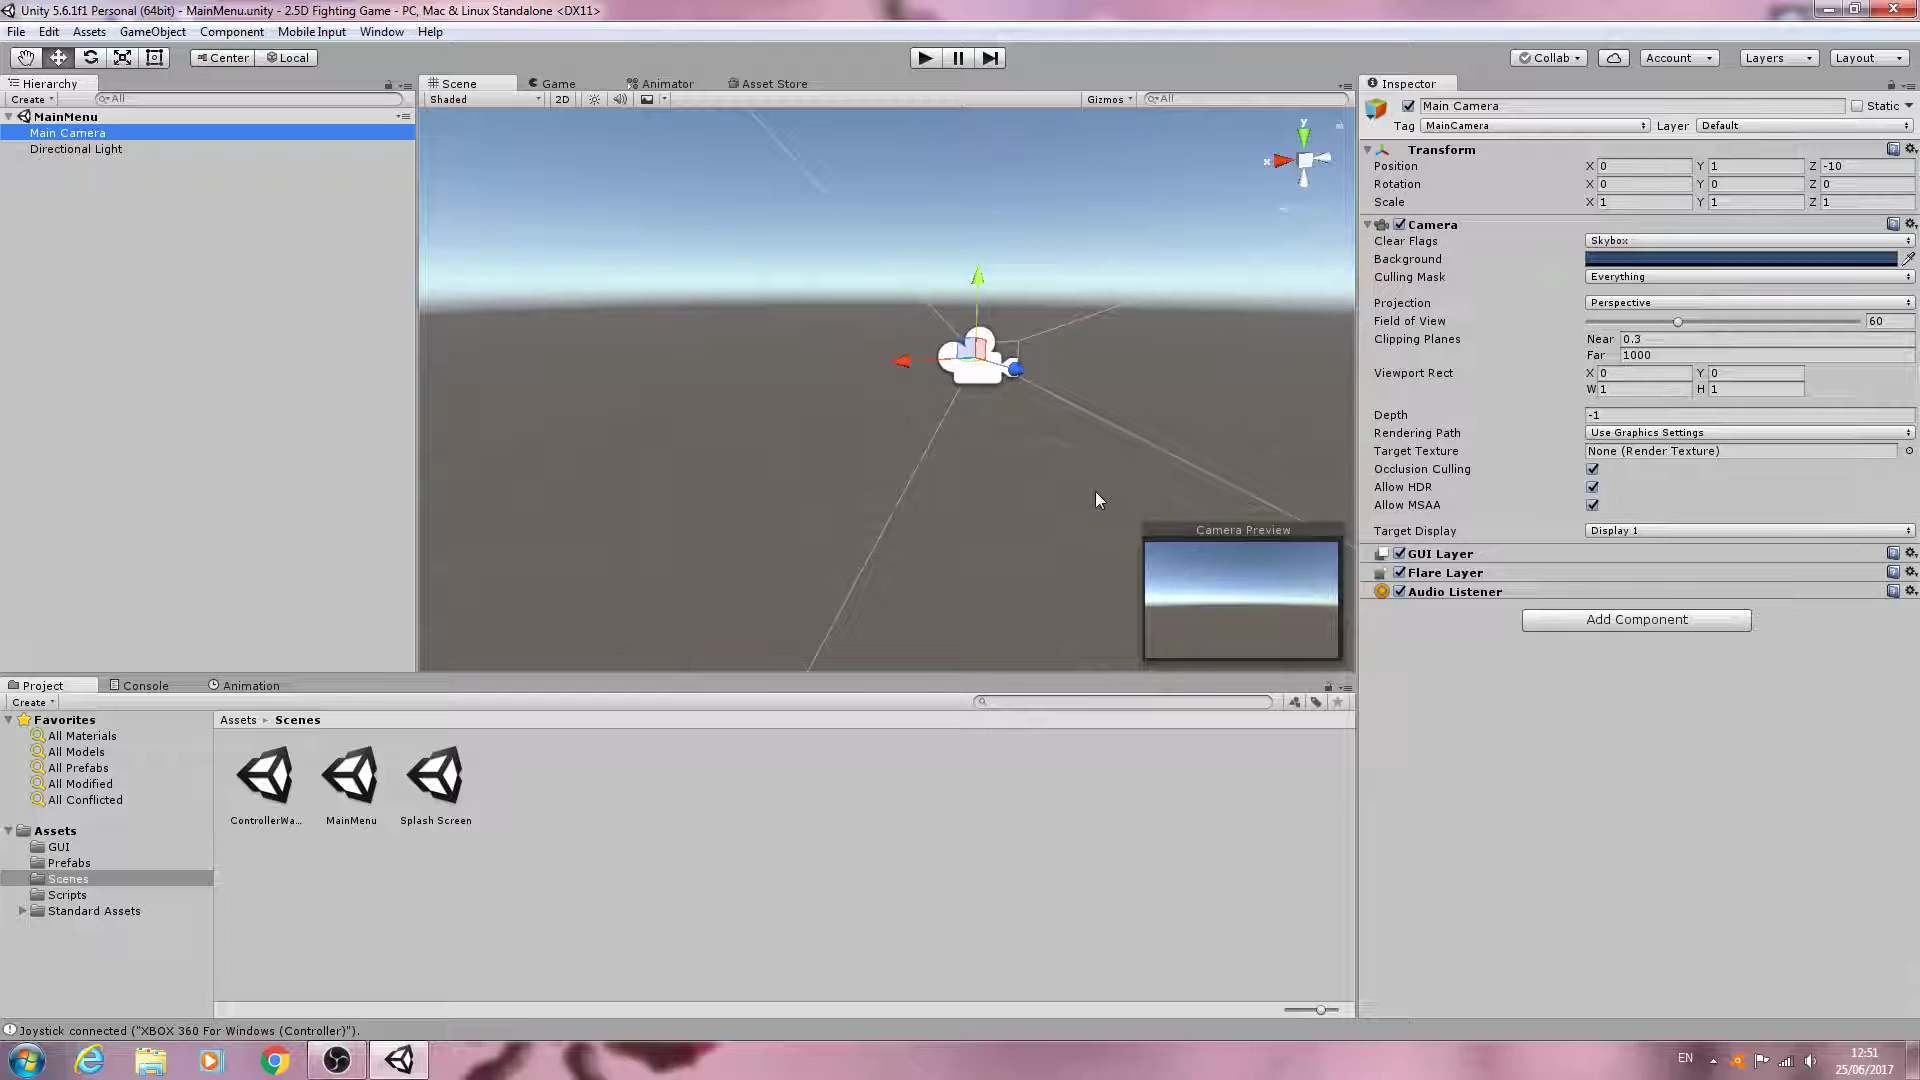 Unity 5.6.1f1 Personal (64bit) - MainMenu.unity - 2.5D Fighting Game - PC, Mac & Linux Standalone <DX11>
File Edit Assets GameObject Component Mobile Input Window Help
Center Local Collab Account Layers Layout
Hierarchy
Create All
MainMenu
Main Camera
Directional Light
Scene Game Animator Asset Store
Shaded 2D Gizmos All
y
x
Camera Preview
Inspector
Main Camera Static
Tag MainCamera Layer Default
Transform
Position X 0 Y 1 Z -10
Rotation X 0 Y 0 Z 0
Scale X 1 Y 1 Z 1
Camera
Clear Flags Skybox
Background
Culling Mask Everything
Projection Perspective
Field of View 60
Clipping Planes Near 0.3
Far 1000
Viewport Rect X 0 Y 0
W 1 H 1
Depth -1
Rendering Path Use Graphics Settings
Target Texture None (Render Texture)
Occlusion Culling
Allow HDR
Allow MSAA
Target Display Display 1
GUI Layer
Flare Layer
Audio Listener
Add Component
Project Console Animation
Create
Favorites
All Materials
All Models
All Prefabs
All Modified
All Conflicted
Assets
GUI
Prefabs
Scenes
Scripts
Standard Assets
Assets Scenes
ControllerWa... MainMenu Splash Screen
Joystick connected ("XBOX 360 For Windows (Controller)").
EN
12:51
25/06/2017